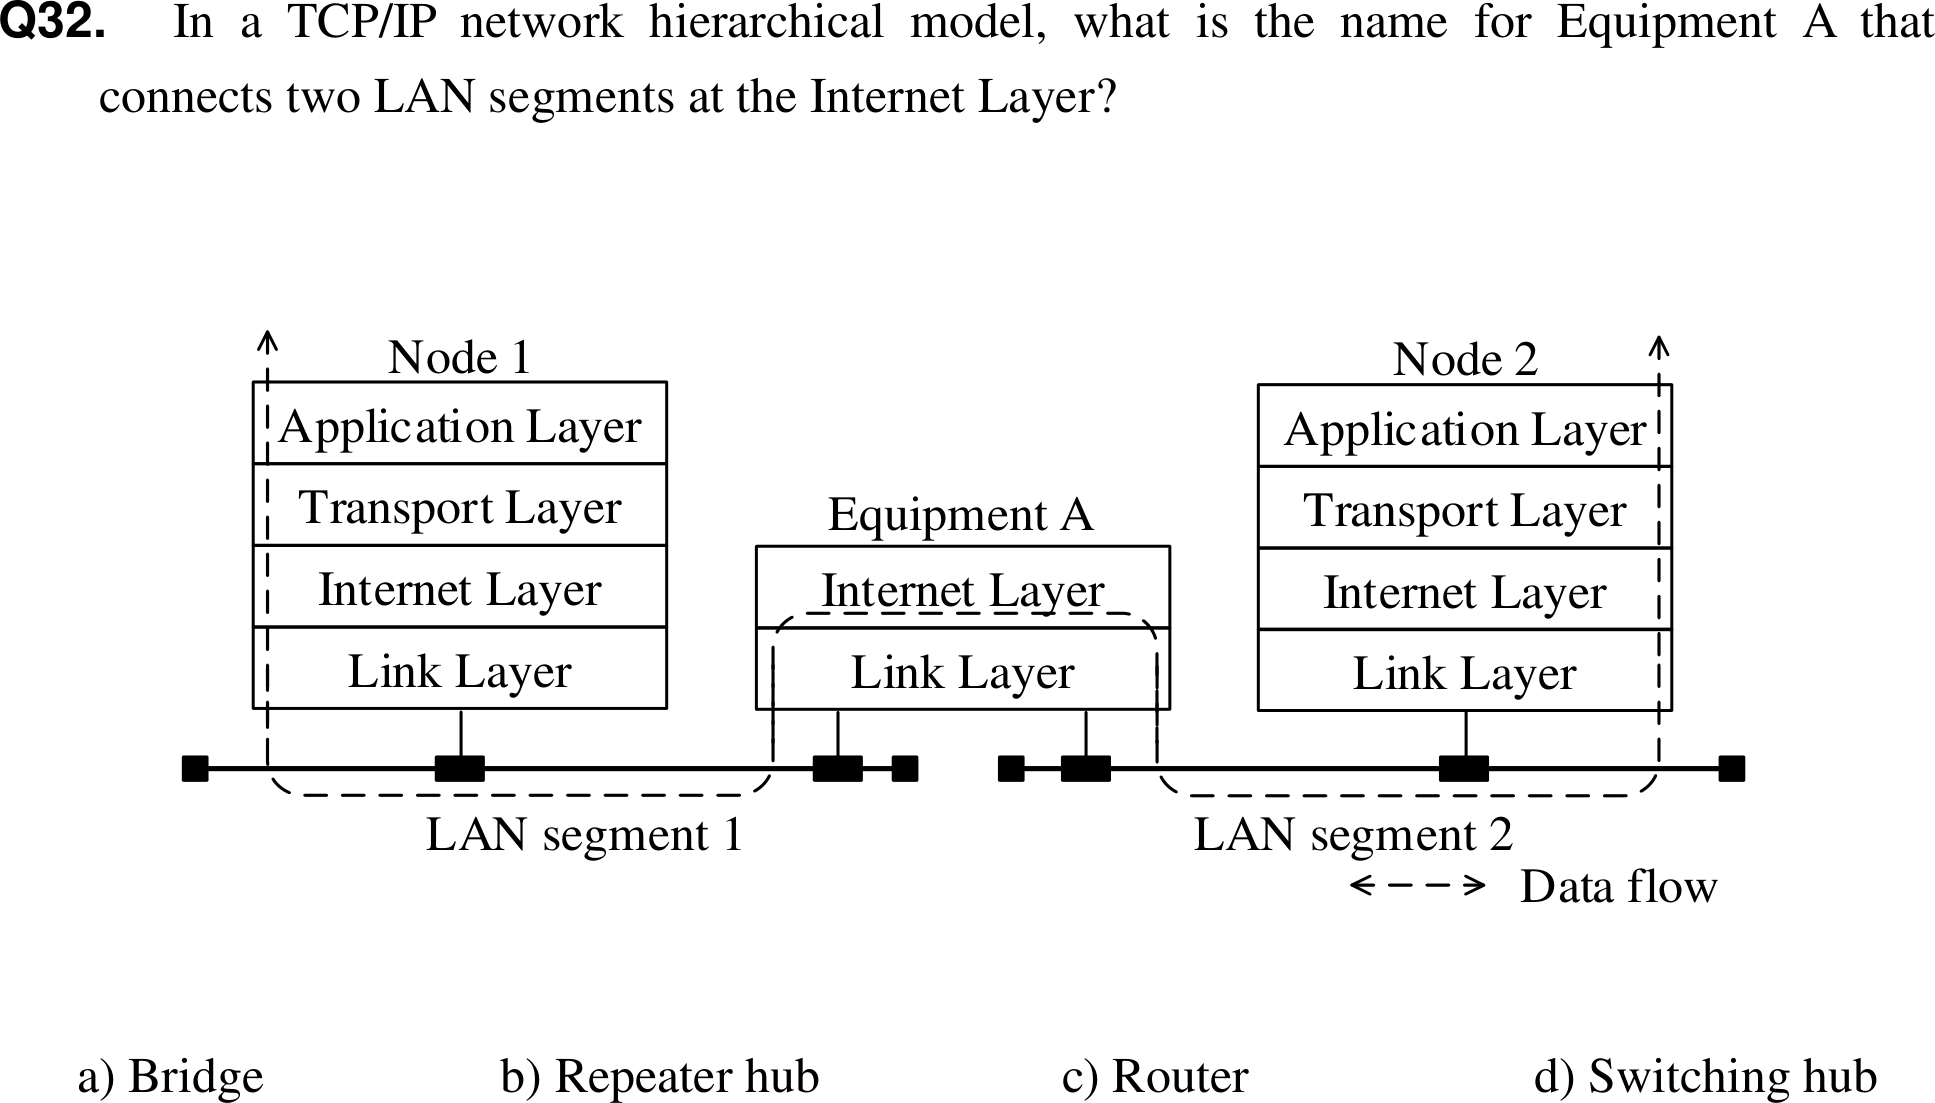 Q32. In a TCP/IP network hierarchical model, what is the name for Equipment A that
connects two LAN segments at the Internet Layer?
Node 1
Application Layer
Transport Layer
Internet Layer
Link Layer
Equipment A
Internet Layer
Link Layer
Node 2
Application Layer
Transport Layer
Internet Layer
Link Layer
LAN segment 1
LAN segment 2
Data flow
a) Bridge b) Repeater hub c) Router d) Switching hub